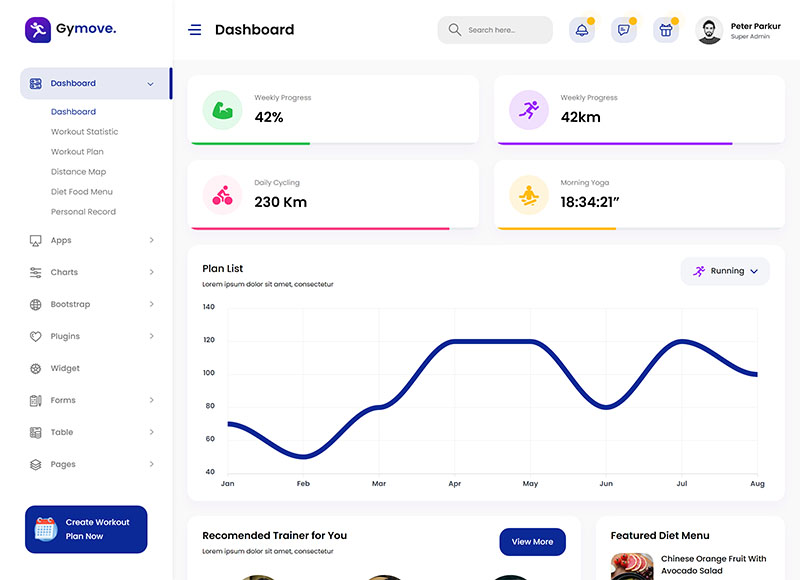 Gymove.
Dashboard
Search here..
Peter Parkur
Super Admin
Dashboard
Dashboard
Workout Statistic
Workout Plan
Distance Map
Diet Food Menu
Personal Record
Apps
Charts
Bootstrap
Plugins
Widget
Forms
Table
Pages
Create Workout
Plan Now
Weekly Progress
42%
Weekly Progress
42km
Daily Cycling
230 Km
Morning Yoga
18:34:21”
Plan List
Lorem ipsum dolor sit amet, consectetur
Running
140
120
100
80
60
40
Jan Feb Mar Apr May Jun Jul Aug
Recomended Trainer for You
Lorem ipsum dolor sit amet, consectetur
View More
Featured Diet Menu
Chinese Orange Fruit With
Avocado Salad